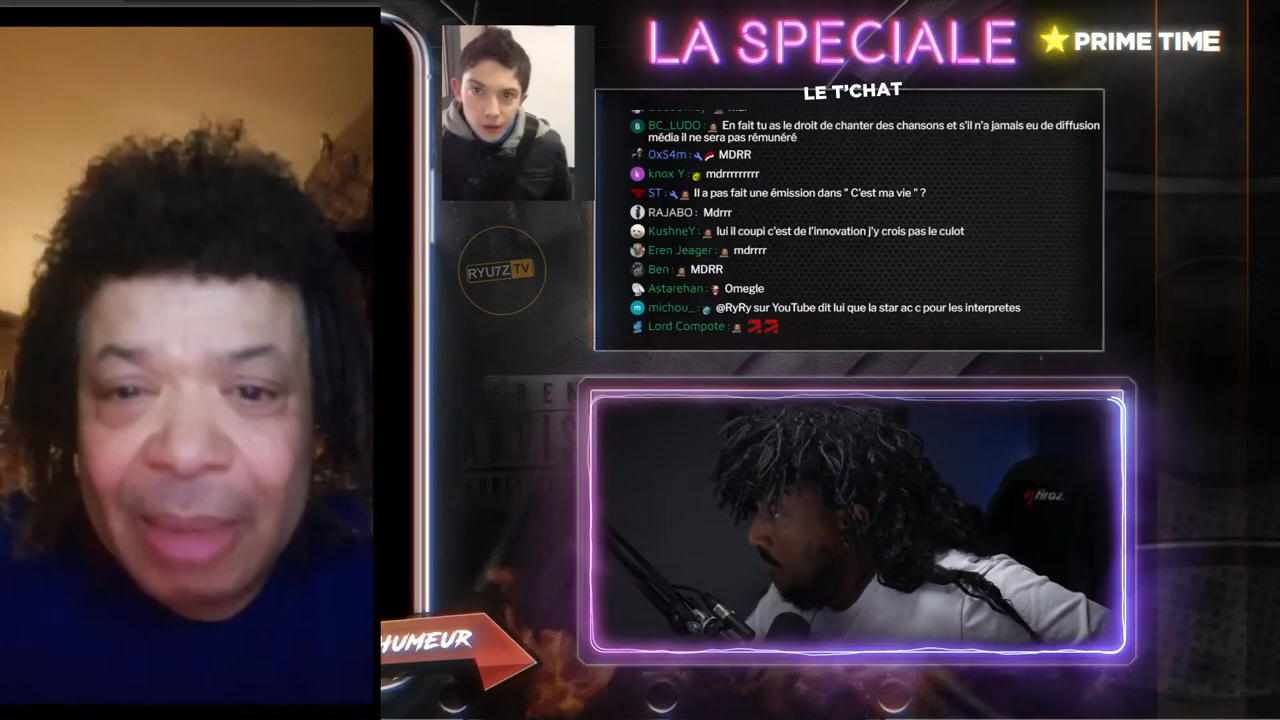 LA SPECIALE
PRIME TIME
LE T'CHAT
BC_LUDO : En fait tu as le droit de chanter des chansons et s'il n'a jamais eu de diffusion
média il ne sera pas rémunéré
OxS4m : MDRR
knox Y : mdrrrrrrrrr
ST : Il a pas fait une émission dans " C'est ma vie " ?
RAJABO : Mdrrr
KushneY : lui il coupi c'est de l'innovation j'y crois pas le culot
Eren Jeager : mdrrrr
Ben : MDRR
Astarehan : Omegle
michou_ : @RyRy sur YouTube dit lui que la star ac c pour les interpretes
Lord Compote :
RYU7Z TV
HUMEUR